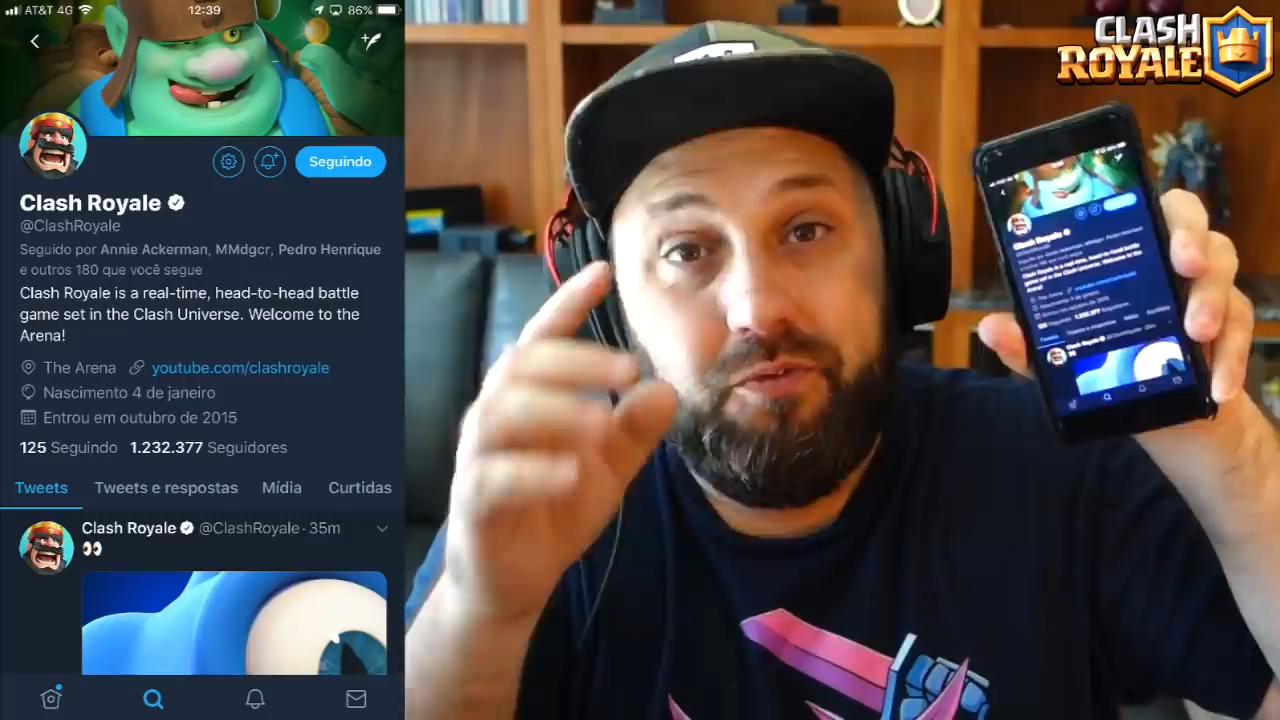 AT&T 4G 12:39 86%
CLASH
ROYALE
Seguindo
Clash Royale
@ClashRoyale
Seguido por Annie Ackerman, MMdgcr, Pedro Henrique
e outros 180 que você segue
Clash Royale is a real-time, head-to-head battle
game set in the Clash Universe. Welcome to the
Arena!
The Arena youtube.com/clashroyale
Nascimento 4 de janeiro
Entrou em outubro de 2015
125 Seguindo 1.232.377 Seguidores
Tweets Tweets e respostas Mídia Curtidas
Clash Royale @ClashRoyale · 35m